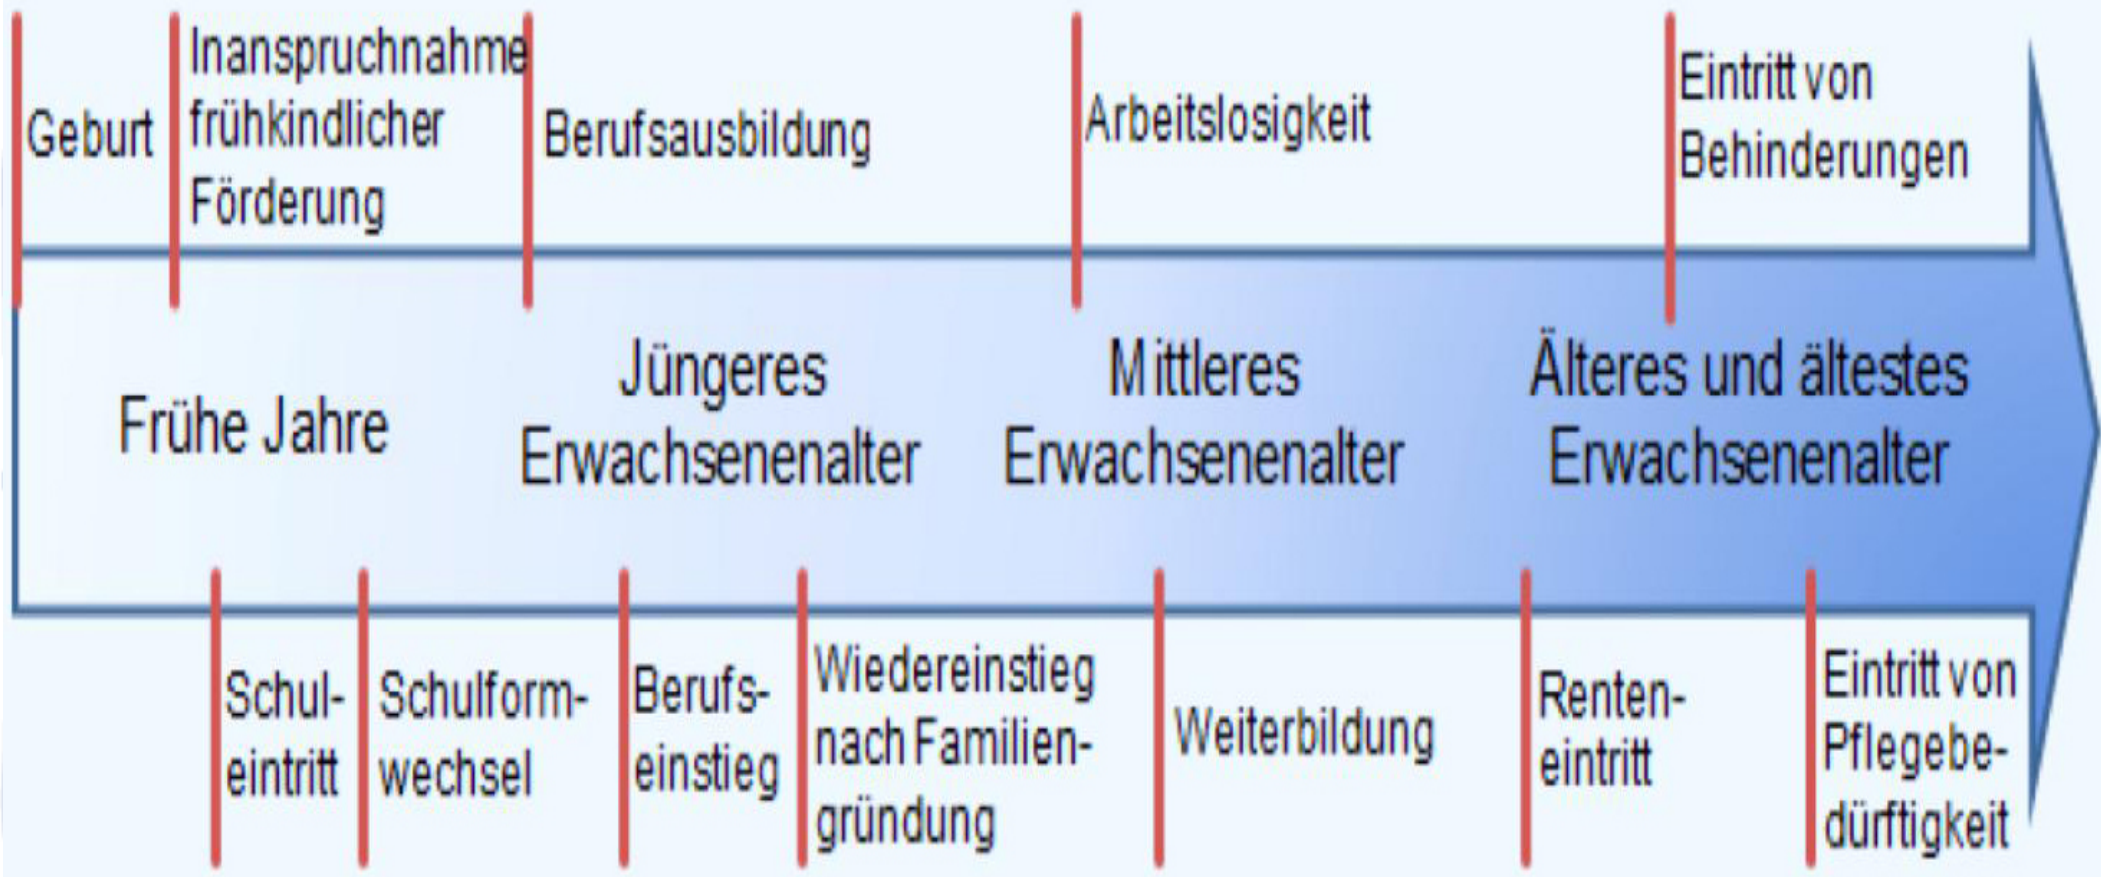 Geburt
Inanspruchnahme
frühkindlicher
Förderung
Berufsausbildung
Arbeitslosigkeit
Eintritt von
Behinderungen
Frühe Jahre
Jüngeres
Erwachsenenalter
Mittleres
Erwachsenenalter
Älteres und ältestes
Erwachsenenalter
Schul-
eintritt
Schulform-
wechsel
Berufs-
einstieg
Wiedereinstieg
nach Familien-
gründung
Weiterbildung
Renten-
eintritt
Eintritt von
Pflegebe-
dürftigkeit